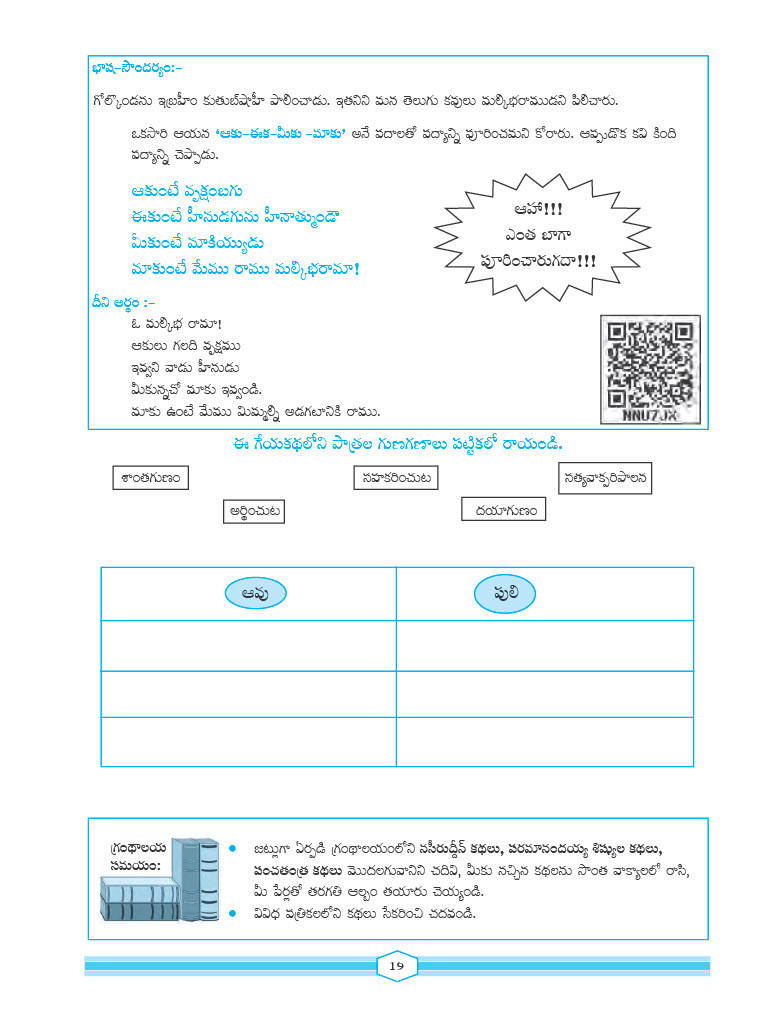 భాష-సౌందర్యం:-
గోల్కొండను ఇబ్రహీం కుతుబ్‌షాహీ పాలించాడు. ఇతనిని మన తెలుగు కవులు మల్కిభరాముడని పిలిచారు.
ఒకసారి ఆయన ‘ఆకు-ఈక-మీకు -మాకు’ అనే పదాలతో పద్యాన్ని పూరించమని కోరారు. అప్పుడొక కవి కింది
పద్యాన్ని చెప్పాడు.
ఆకుంటే వృక్షంబగు
ఈకుంటే హీనుడగును హీనాత్ముండౌ
మీకుంటే మాకియ్యుడు
మాకుంటే మేము రాము మల్కిభరామా!
ఆహా!!!
ఎంత బాగా
పూరించారుగదా!!!
దీని అర్థం :-
ఓ మల్కిభ రామా!
ఆకులు గలది వృక్షము
ఇవ్వని వాడు హీనుడు
మీకున్నచో మాకు ఇవ్వండి.
మాకు ఉంటే మేము మిమ్మల్ని అడగటానికి రాము.
NNU7JX
ఈ గేయకథలోని పాత్రల గుణగణాలు పట్టికలో రాయండి.
శాంతగుణం సహకరించుట సత్యవాక్పరిపాలన
అర్థించుట దయాగుణం
ఆవు పులి
గ్రంథాలయ
సమయం:
• జట్లుగా ఏర్పడి గ్రంథాలయంలోని నసీరుద్దీన్ కథలు, పరమానందయ్య శిష్యుల కథలు,
పంచతంత్ర కథలు మొదలగువానిని చదివి, మీకు నచ్చిన కథలను సొంత వాక్యాలలో రాసి,
మీ పేర్లతో తరగతి ఆల్బం తయారు చెయ్యండి.
• వివిధ పత్రికలలోని కథలు సేకరించి చదవండి.
19